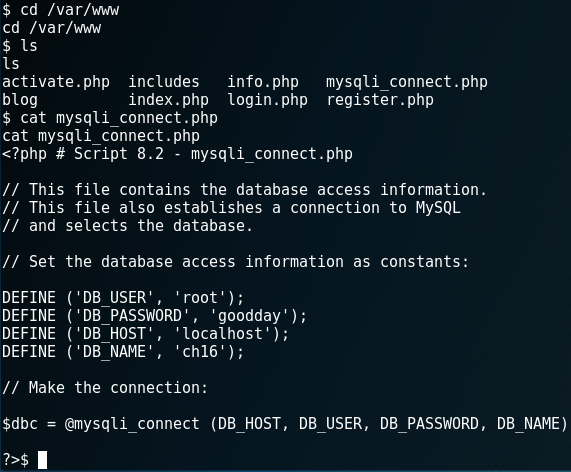 $ cd /var/www
cd /var/www
$ ls
ls
activate.php  includes   info.php   mysqli_connect.php
blog          index.php  login.php  register.php
$ cat mysqli_connect.php
cat mysqli_connect.php
<?php # Script 8.2 - mysqli_connect.php
// This file contains the database access information.
// This file also establishes a connection to MySQL
// and selects the database.
// Set the database access information as constants:
DEFINE ('DB_USER', 'root');
DEFINE ('DB_PASSWORD', 'goodday');
DEFINE ('DB_HOST', 'localhost');
DEFINE ('DB_NAME', 'ch16');
// Make the connection:
$dbc = @mysqli_connect (DB_HOST, DB_USER, DB_PASSWORD, DB_NAME)
?>$